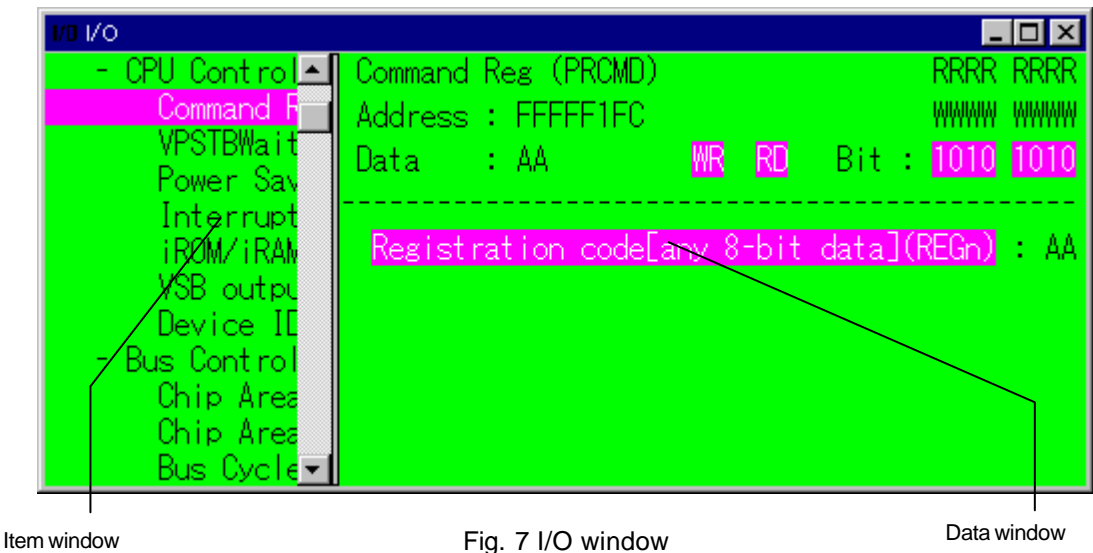 I/O I/O
- CPU Control
Command R
VPSTBWait
Power Sav
Interrupt
iROM/iRAM
VSB outpu
Device ID
- Bus Control
Chip Area
Chip Area
Bus Cycle
Command Reg (PRCMD) RRRR RRRR
Address : FFFFF1FC WWWW WWWW
Data : AA WR RD Bit : 1010 1010
Registration code[any 8-bit data](REGn) : AA
Item window
Fig. 7 I/O window
Data window